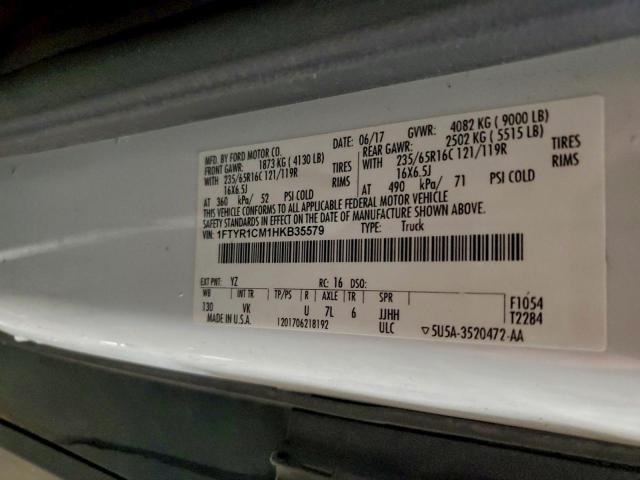 MFD. BY FORD MOTOR CO.
DATE: 06/17 GVWR: 4082 KG ( 9000 LB)
FRONT GAWR: 1873 KG ( 4130 LB)
REAR GAWR: 2502 KG ( 5515 LB)
WITH 235/65R16C 121/119R TIRES
WITH 235/65R16C 121/119R TIRES
16X6.5J RIMS
16X6.5J RIMS
AT 360 kPa/ 52 PSI COLD
AT 490 kPa/ 71 PSI COLD
THIS VEHICLE CONFORMS TO ALL APPLICABLE FEDERAL MOTOR VEHICLE
SAFETY STANDARDS IN EFFECT ON THE DATE OF MANUFACTURE SHOWN ABOVE.
VIN: 1FTYR1CM1HKB35579 TYPE: Truck
EXT PNT: YZ RC: 16 DSO:
WB INT TR TP/PS R AXLE TR SPR F1054
130 VK U 7L 6 JJHH T2284
MADE IN U.S.A. 1201706218192 ULC ▽5U5A-3520472-AA